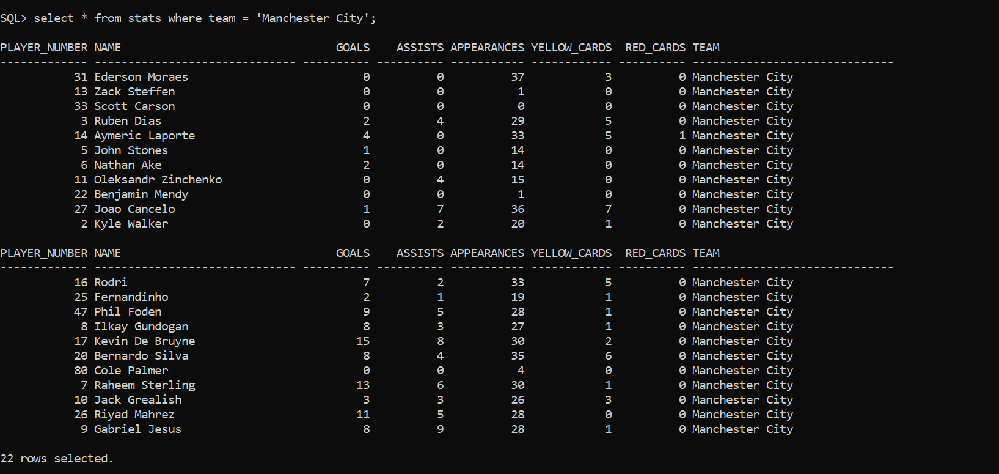 SQL> select * from stats where team = 'Manchester City';
PLAYER_NUMBER NAME                                GOALS    ASSISTS APPEARANCES YELLOW_CARDS  RED_CARDS TEAM
------------- ------------------------------ ---------- ---------- ----------- ------------ ---------- ------------------------------
           31 Ederson Moraes                          0          0          37            3          0 Manchester City
           13 Zack Steffen                            0          0           1            0          0 Manchester City
           33 Scott Carson                            0          0           0            0          0 Manchester City
            3 Ruben Dias                              2          4          29            5          0 Manchester City
           14 Aymeric Laporte                         4          0          33            5          1 Manchester City
            5 John Stones                             1          0          14            0          0 Manchester City
            6 Nathan Ake                              2          0          14            0          0 Manchester City
           11 Oleksandr Zinchenko                     0          4          15            0          0 Manchester City
           22 Benjamin Mendy                          0          0           1            0          0 Manchester City
           27 Joao Cancelo                            1          7          36            7          0 Manchester City
            2 Kyle Walker                             0          2          20            1          0 Manchester City
PLAYER_NUMBER NAME                                GOALS    ASSISTS APPEARANCES YELLOW_CARDS  RED_CARDS TEAM
------------- ------------------------------ ---------- ---------- ----------- ------------ ---------- ------------------------------
           16 Rodri                                   7          2          33            5          0 Manchester City
           25 Fernandinho                             2          1          19            1          0 Manchester City
           47 Phil Foden                              9          5          28            1          0 Manchester City
            8 Ilkay Gundogan                          8          3          27            1          0 Manchester City
           17 Kevin De Bruyne                        15          8          30            2          0 Manchester City
           20 Bernardo Silva                          8          4          35            6          0 Manchester City
           80 Cole Palmer                             0          0           4            0          0 Manchester City
            7 Raheem Sterling                        13          6          30            1          0 Manchester City
           10 Jack Grealish                           3          3          26            3          0 Manchester City
           26 Riyad Mahrez                           11          5          28            0          0 Manchester City
            9 Gabriel Jesus                           8          9          28            1          0 Manchester City
22 rows selected.